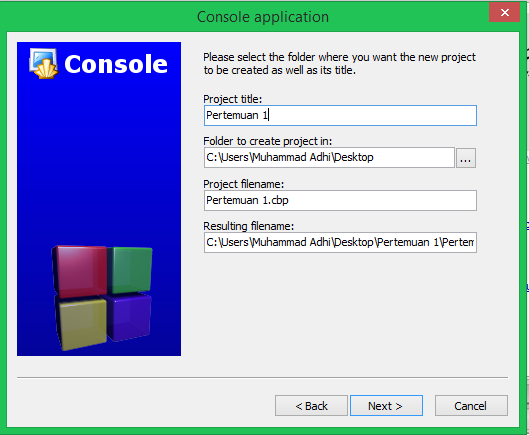 Console application
Console
Please select the folder where you want the new project
to be created as well as its title.
Project title:
Pertemuan 1
Folder to create project in:
C:\Users\Muhammad Adhi\Desktop
...
Project filename:
Pertemuan 1.cbp
Resulting filename:
C:\Users\Muhammad Adhi\Desktop\Pertemuan 1\Pertem
< Back
Next >
Cancel